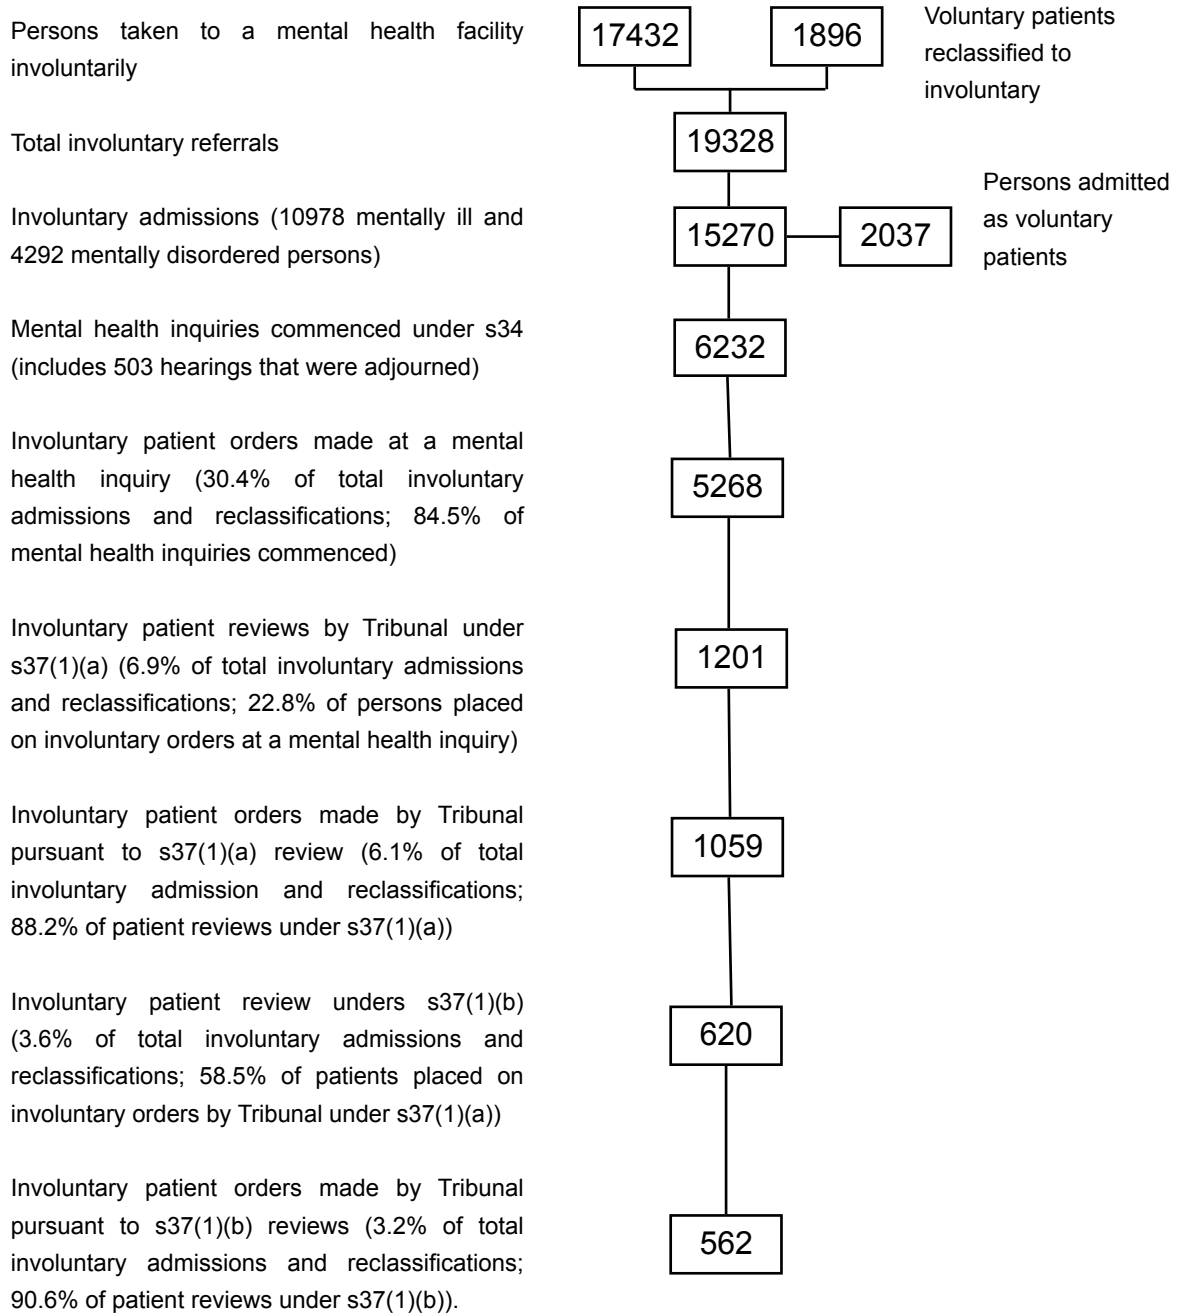 Persons taken to a mental health facility
involuntarily
17432
1896
Voluntary patients
reclassified to
involuntary
Total involuntary referrals
19328
Involuntary admissions (10978 mentally ill and
4292 mentally disordered persons)
15270
2037
Persons admitted
as voluntary
patients
Mental health inquiries commenced under s34
(includes 503 hearings that were adjourned)
6232
Involuntary patient orders made at a mental
health inquiry (30.4% of total involuntary
admissions and reclassifications; 84.5% of
mental health inquiries commenced)
5268
Involuntary patient reviews by Tribunal under
s37(1)(a) (6.9% of total involuntary admissions
and reclassifications; 22.8% of persons placed
on involuntary orders at a mental health inquiry)
1201
Involuntary patient orders made by Tribunal
pursuant to s37(1)(a) review (6.1% of total
involuntary admission and reclassifications;
88.2% of patient reviews under s37(1)(a))
1059
Involuntary patient review unders s37(1)(b)
(3.6% of total involuntary admissions and
reclassifications; 58.5% of patients placed on
involuntary orders by Tribunal under s37(1)(a))
620
Involuntary patient orders made by Tribunal
pursuant to s37(1)(b) reviews (3.2% of total
involuntary admissions and reclassifications;
90.6% of patient reviews under s37(1)(b)).
562